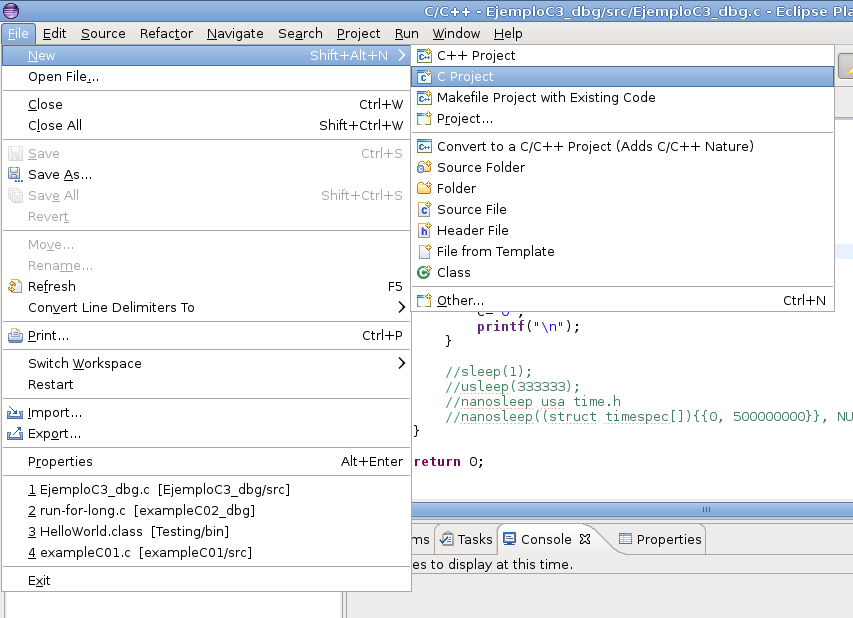 C/C++ - EjemploC3_dbg/src/EjemploC3_dbg.c - Eclipse Pla
File Edit Source Refactor Navigate Search Project Run Window Help
New Shift+Alt+N
Open File...
Close Ctrl+W
Close All Shift+Ctrl+W
Save Ctrl+S
Save As...
Save All Shift+Ctrl+S
Revert
Move...
Rename...
Refresh F5
Convert Line Delimiters To
Print... Ctrl+P
Switch Workspace
Restart
Import...
Export...
Properties Alt+Enter
1 EjemploC3_dbg.c [EjemploC3_dbg/src]
2 run-for-long.c [exampleC02_dbg]
3 HelloWorld.class [Testing/bin]
4 exampleC01.c [exampleC01/src]
Exit
C++ Project
C Project
Makefile Project with Existing Code
Project...
Convert to a C/C++ Project (Adds C/C++ Nature)
Source Folder
Folder
Source File
Header File
File from Template
Class
Other... Ctrl+N
printf("\n");
}
//sleep(1);
//usleep(333333);
//nanosleep usa time.h
//nanosleep((struct timespec[]){{0, 500000000}}, NU
}
return 0;
ms Tasks Console Properties
es to display at this time.